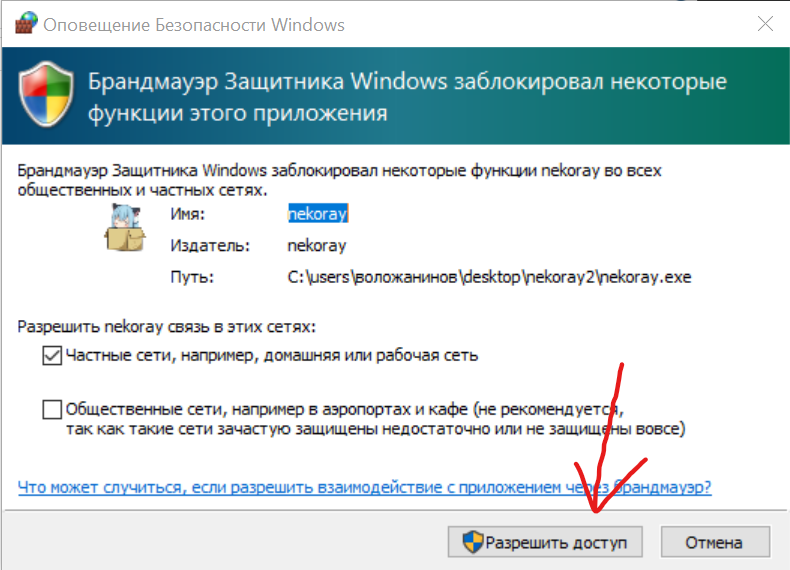 Оповещение Безопасности Windows
Брандмауэр Защитника Windows заблокировал некоторые
функции этого приложения
Брандмауэр Защитника Windows заблокировал некоторые функции nekoray во всех
общественных и частных сетях.
Имя: nekoray
Издатель: nekoray
Путь: C:\users\воложанинов\desktop\nekoray2\nekoray.exe
Разрешить nekoray связь в этих сетях:
Частные сети, например, домашняя или рабочая сеть
Общественные сети, например в аэропортах и кафе (не рекомендуется,
так как такие сети зачастую защищены недостаточно или не защищены вовсе)
Что может случиться, если разрешить взаимодействие с приложением через брандмауэр?
Разрешить доступ Отмена